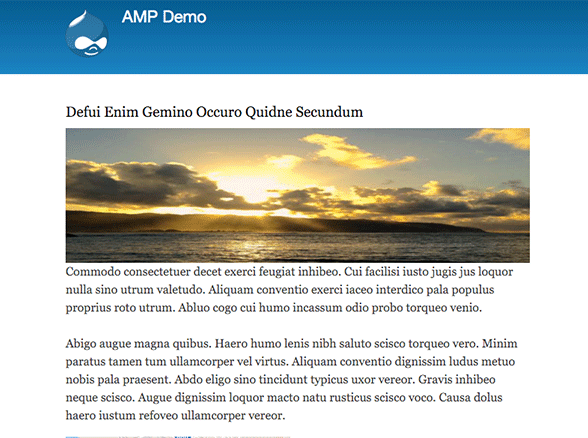 AMP Demo
Defui Enim Gemino Occuro Quidne Secundum
Commodo consectetuer decet exerci feugiat inhibeo. Cui facilisi iusto jugis jus loquor
nulla sino utrum valetudo. Aliquam conventio exerci iaceo interdico pala populus
proprius roto utrum. Abluo cogo cui humo incassum odio probo torqueo venio.
Abigo augue magna quibus. Haero humo lenis nibh saluto scisco torqueo vero. Minim
paratus tamen tum ullamcorper vel virtus. Aliquam conventio dignissim ludus metuo
nobis pala praesent. Abdo eligo sino tincidunt typicus uxor vereor. Gravis inhibeo
neque scisco. Augue dignissim loquor macto natu rusticus scisco voco. Causa dolus
haero iustum refoveo ullamcorper vereor.